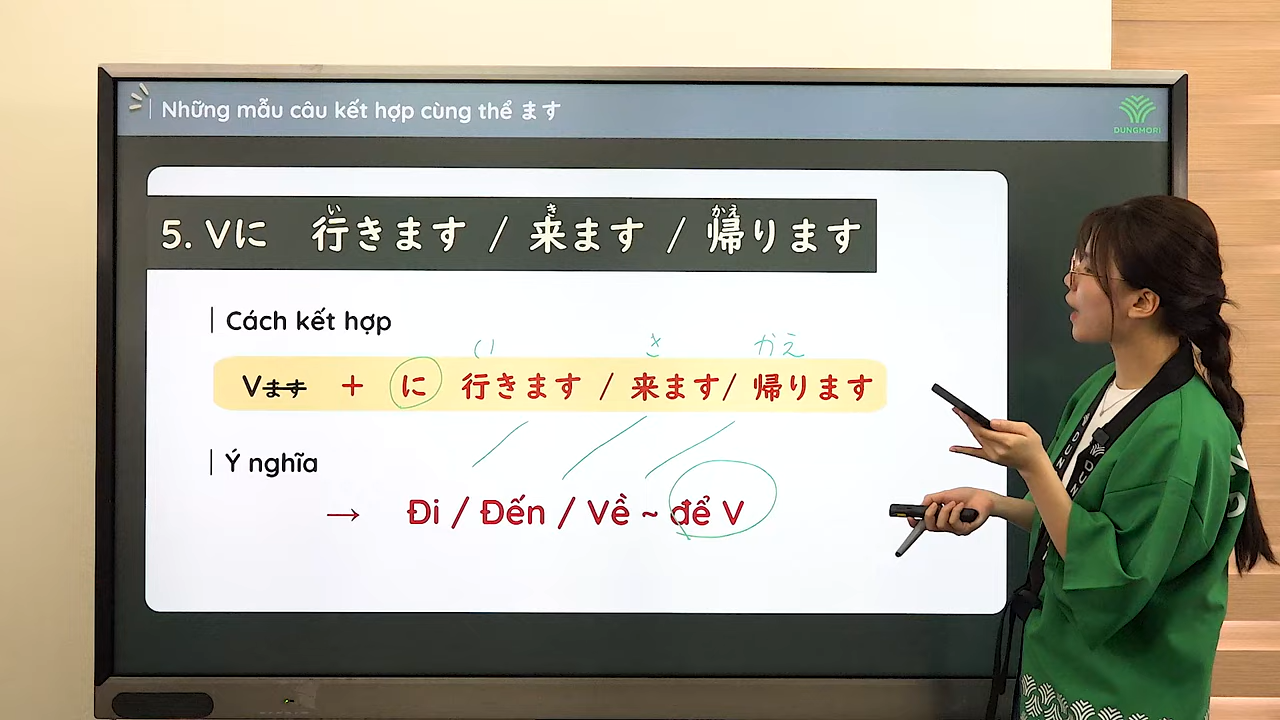 Những mẫu câu kết hợp cùng thể ます
DUNGMORI
い き かえ
5. Vに 行きます / 来ます / 帰ります
Cách kết hợp
い き かえ
Vます + に 行きます / 来ます/ 帰ります
Ý nghĩa
→ Đi / Đến / Về ~ để V